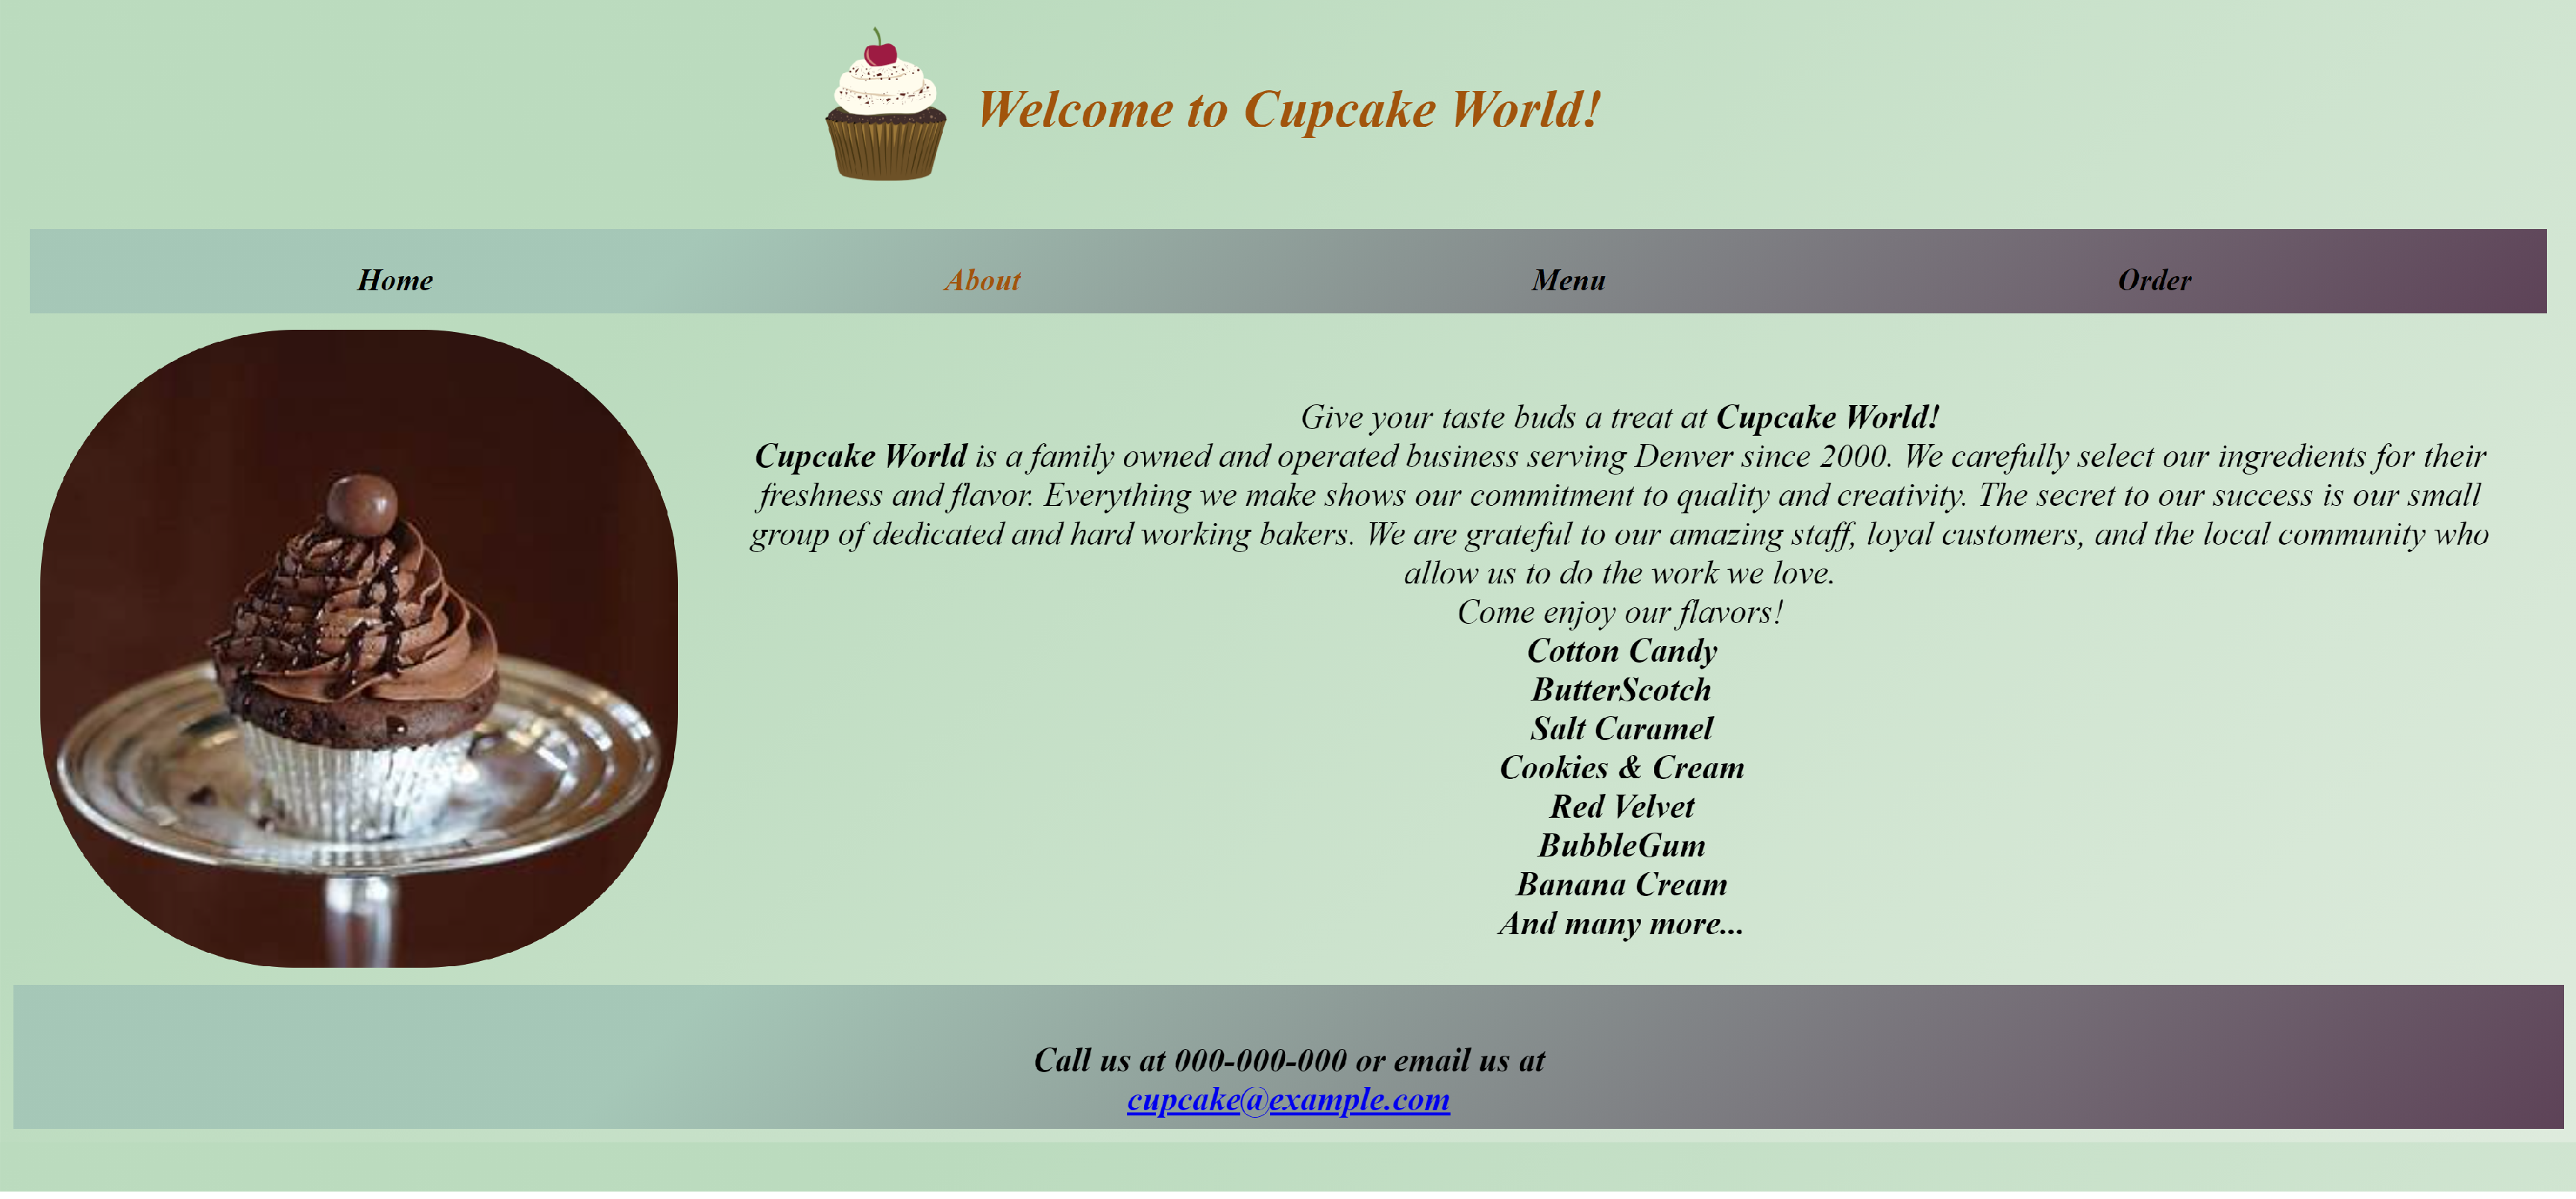 Welcome to Cupcake World!
Home
About
Menu
Order
Give your taste buds a treat at Cupcake World!
Cupcake World is a family owned and operated business serving Denver since 2000. We carefully select our ingredients for their
freshness and flavor. Everything we make shows our commitment to quality and creativity. The secret to our success is our small
group of dedicated and hard working bakers. We are grateful to our amazing staff, loyal customers, and the local community who
allow us to do the work we love.
Come enjoy our flavors!
Cotton Candy
ButterScotch
Salt Caramel
Cookies & Cream
Red Velvet
BubbleGum
Banana Cream
And many more...
Call us at 000-000-000 or email us at
cupcake@example.com